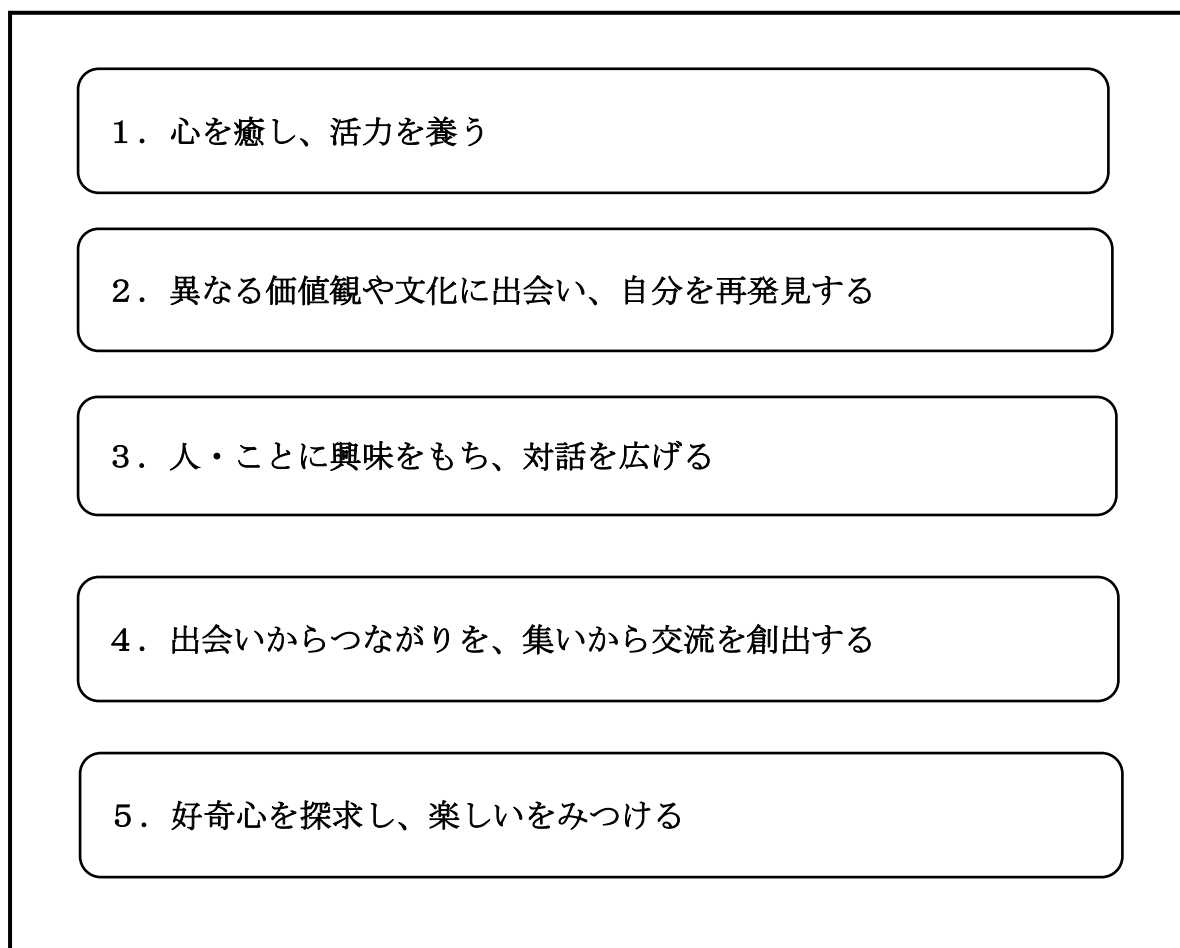 １．心を癒し、活力を養う
２．異なる価値観や文化に出会い、自分を再発見する
３．人・ことに興味をもち、対話を広げる
４．出会いからつながりを、集いから交流を創出する
５．好奇心を探求し、楽しいをみつける